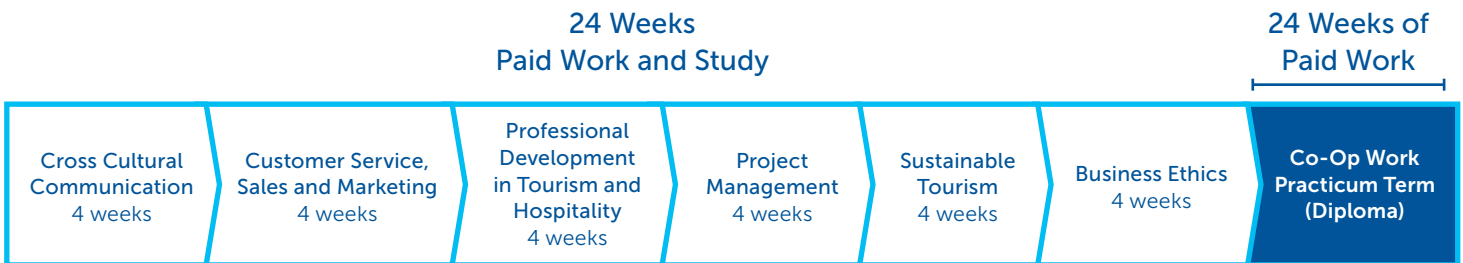 24 Weeks
Paid Work and Study
24 Weeks of
Paid Work
Cross Cultural
Communication
4 weeks
Customer Service,
Sales and Marketing
4 weeks
Professional
Development
in Tourism and
Hospitality
4 weeks
Project
Management
4 weeks
Sustainable
Tourism
4 weeks
Business Ethics
4 weeks
Co-Op Work
Practicum Term
(Diploma)